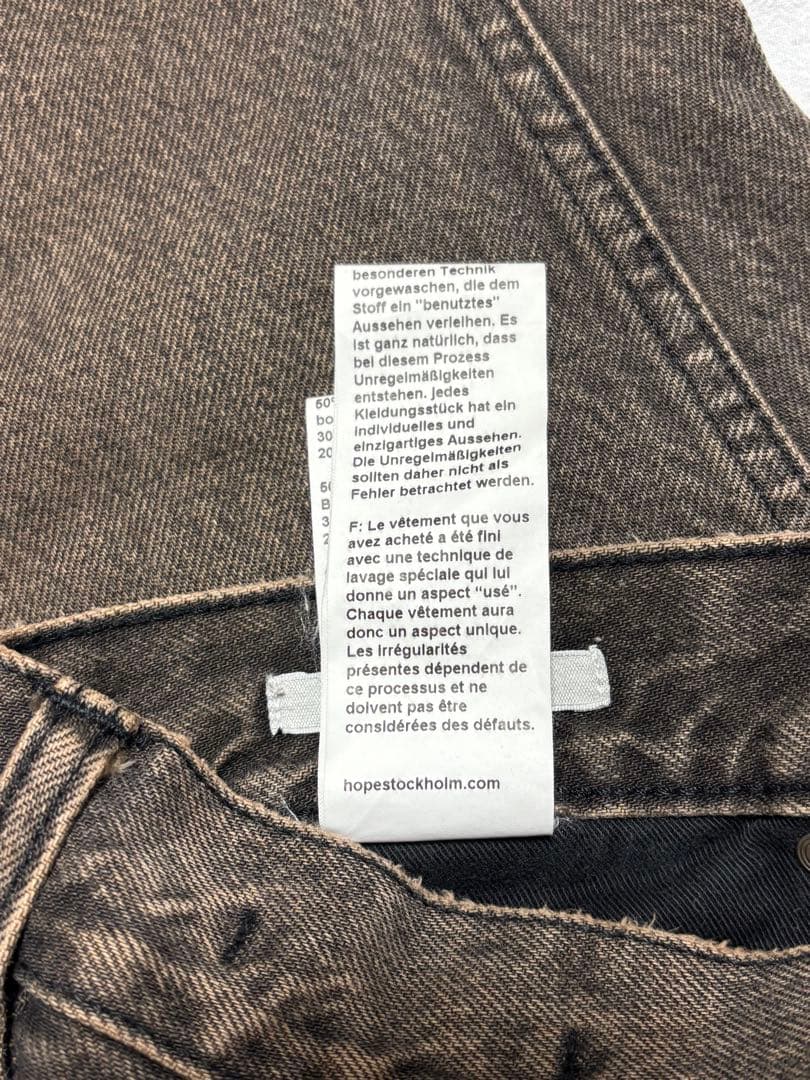 besonderen Technik
vorgewaschen, die dem
Stoff ein "benutztes"
Aussehen verleihen. Es
ist ganz natürlich, dass
bei diesem Prozess
Unregelmäßigkeiten
entstehen. jedes
Kleidungsstück hat ein
individuelles und
einzigartiges Aussehen.
Die Unregelmäßigkeiten
sollten daher nicht als
Fehler betrachtet werden.
F: Le vêtement que vous
avez acheté a été fini
avec une technique de
lavage spéciale qui lui
donne un aspect “usé”.
Chaque vêtement aura
donc un aspect unique.
Les irrégularités
présentes dépendent de
ce processus et ne
doivent pas être
considérées des défauts.
hopestockholm.com